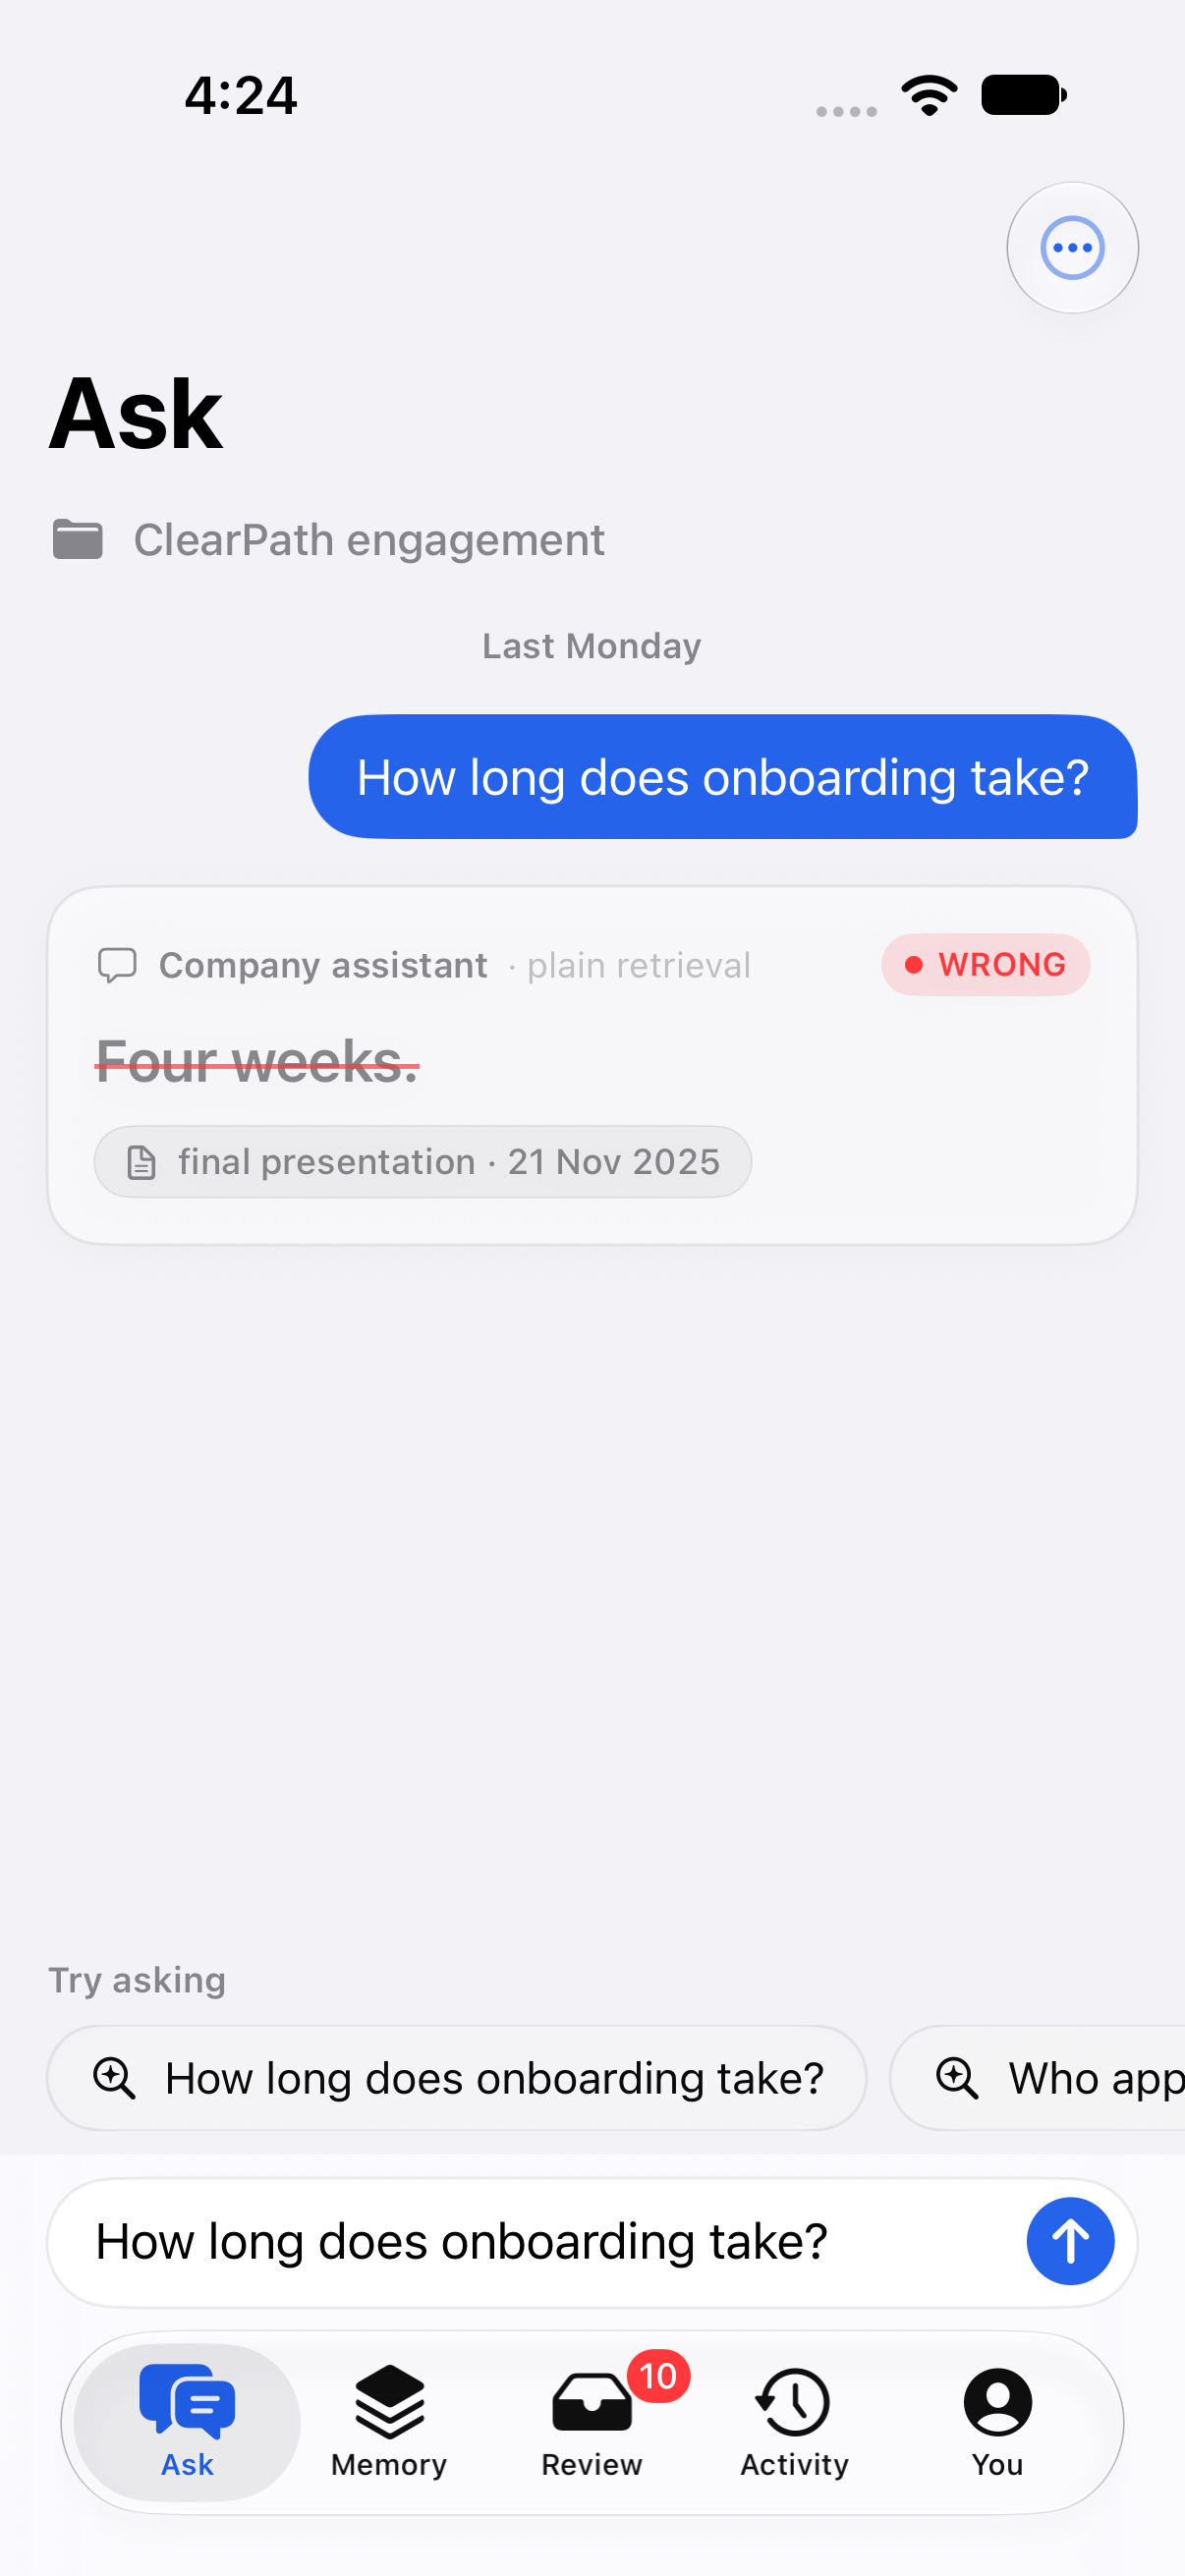 4:24
Ask
ClearPath engagement
Last Monday
How long does onboarding take?
Company assistant · plain retrieval
WRONG
Four weeks.
final presentation · 21 Nov 2025
Try asking
How long does onboarding take?
Who app
How long does onboarding take?
10
Ask
Memory
Review
Activity
You